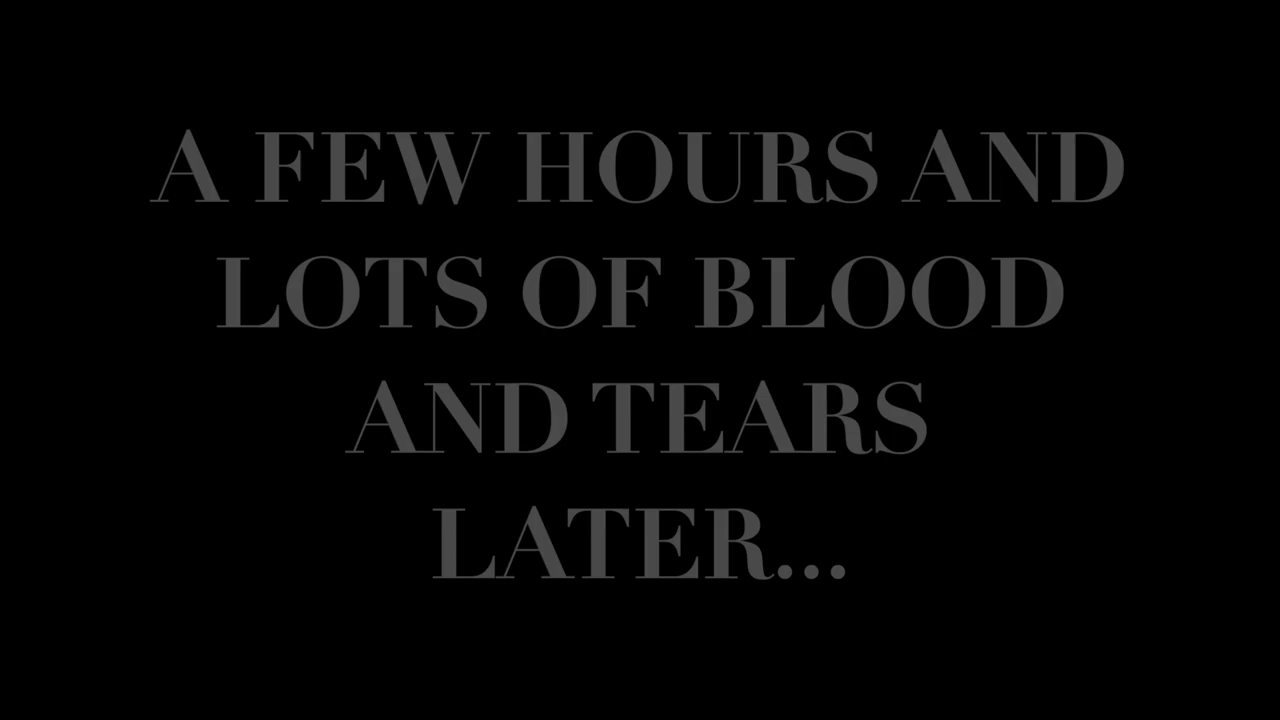 A FEW HOURS AND
LOTS OF BLOOD
AND TEARS
LATER...